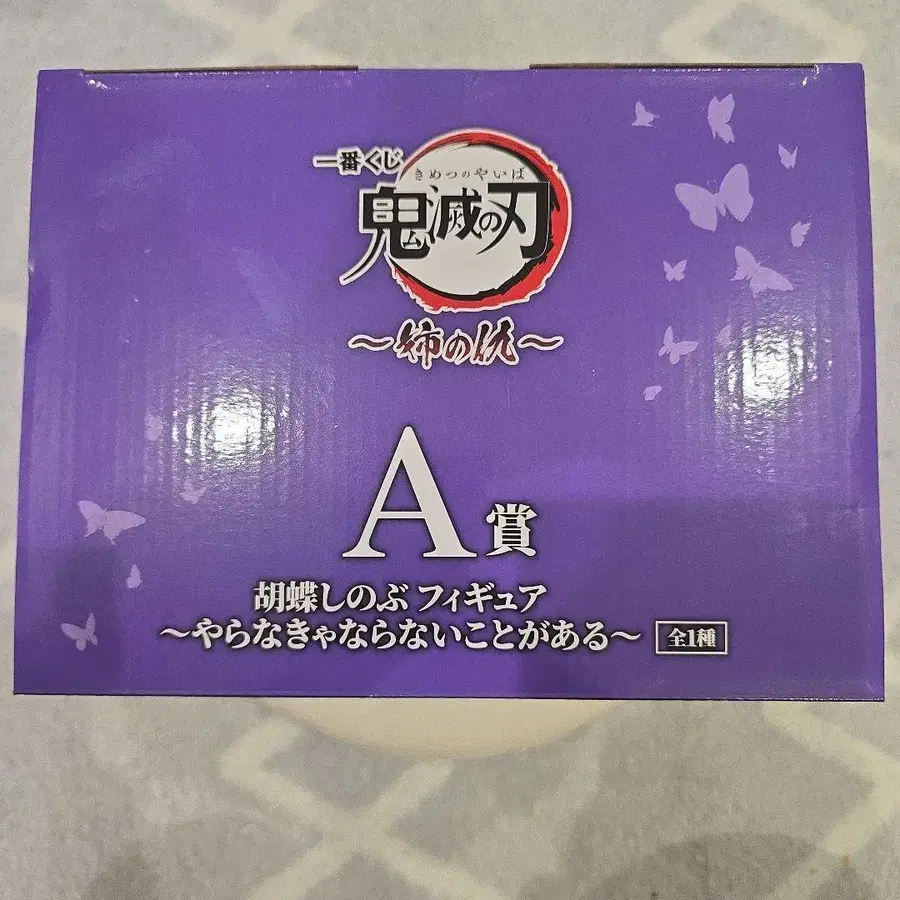 一番くじ
きめつのやいば
鬼滅の刃
～姉の仇～
A賞
胡蝶しのぶ フィギュア
～やらなきゃならないことがある～ 全1種